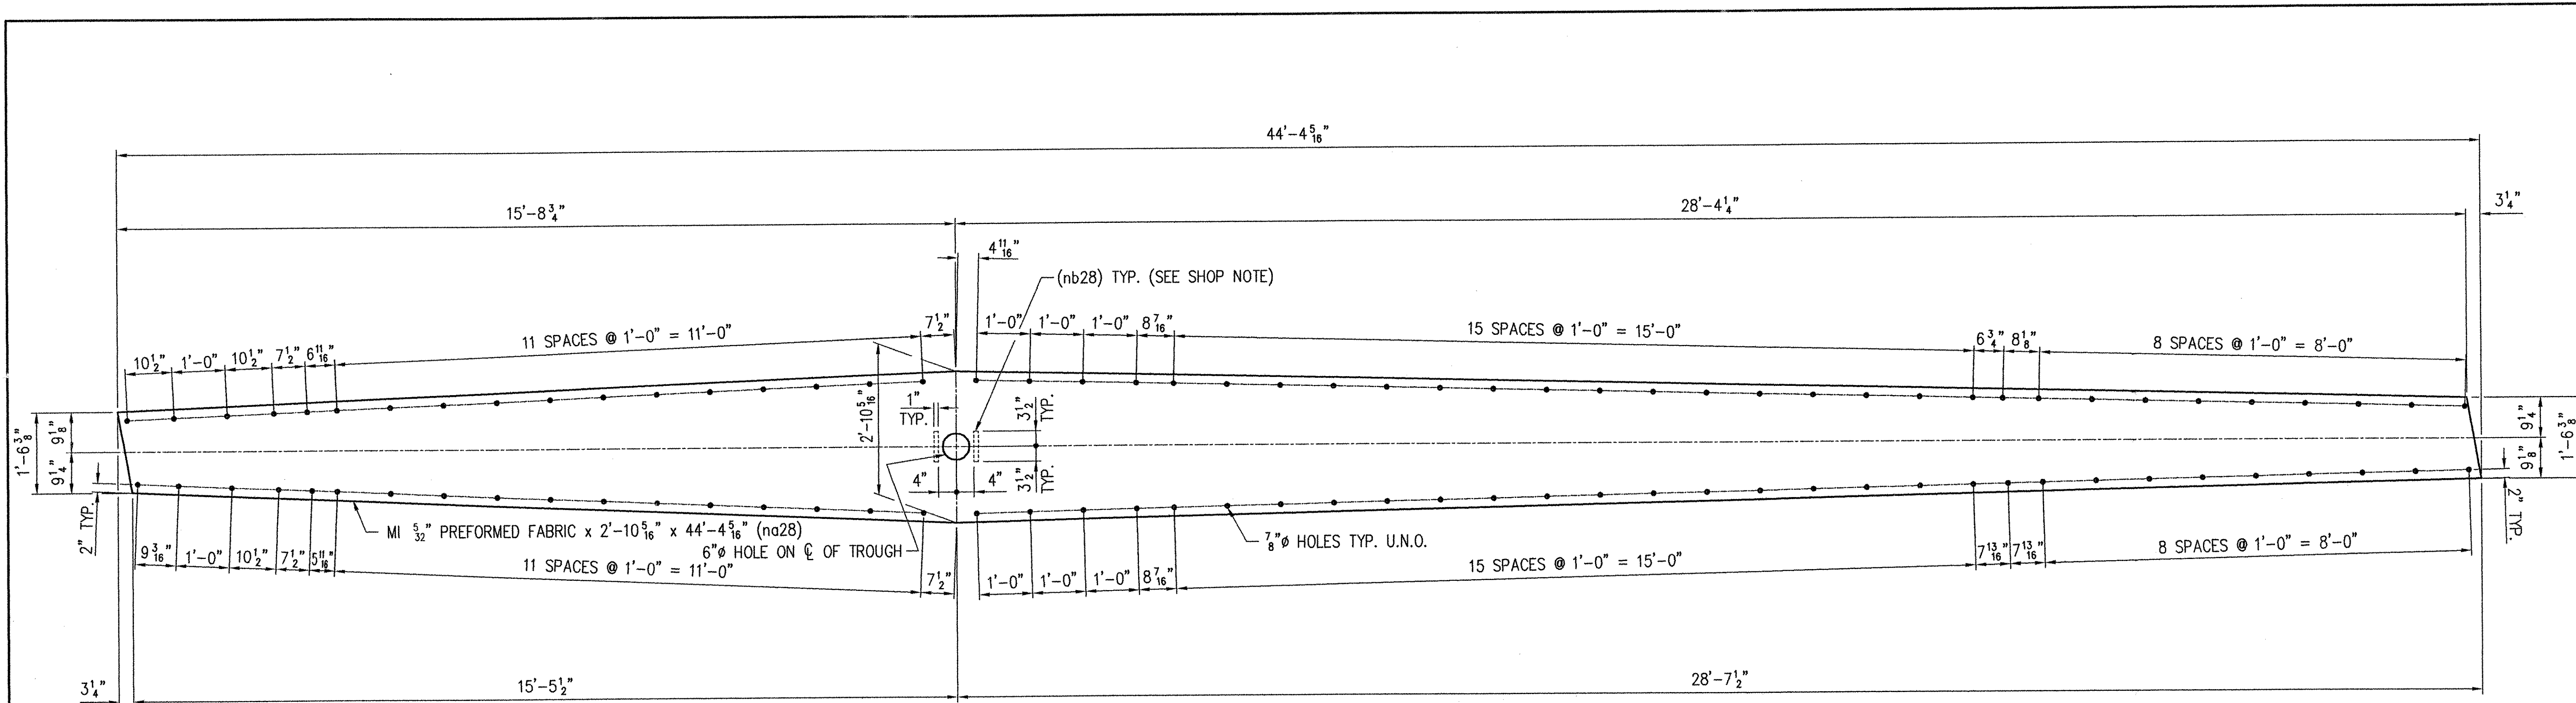 44'-4 5/16"
15'-8 3/4"
28'-4 1/4"
3 1/4"
4 11/16"
(nb28) TYP. (SEE SHOP NOTE)
10 1/2" 1'-0" 10 1/2" 7 1/2" 6 11/16" 11 SPACES @ 1'-0" = 11'-0" 7 1/2"
1'-0" 1'-0" 1'-0" 8 7/16" 15 SPACES @ 1'-0" = 15'-0" 6 3/4" 8 1/8" 8 SPACES @ 1'-0" = 8'-0"
1'-6 3/8"
9 1/8"
9 1/4"
2" TYP.
2'-10 5/16"
1"
TYP.
3 1/2"
TYP.
3 1/2"
TYP.
4" 4"
9 1/4"
9 1/8"
1'-6 3/8"
2" TYP.
MI 5/32" PREFORMED FABRIC x 2'-10 5/16" x 44'-4 5/16" (na28)
6"ø HOLE ON ℄ OF TROUGH
7/8"ø HOLES TYP. U.N.O.
9 3/16" 1'-0" 10 1/2" 7 1/2" 5 11/16" 11 SPACES @ 1'-0" = 11'-0" 7 1/2"
1'-0" 1'-0" 1'-0" 8 7/16" 15 SPACES @ 1'-0" = 15'-0" 7 13/16" 7 13/16" 8 SPACES @ 1'-0" = 8'-0"
3 1/4"
15'-5 1/2"
28'-7 1/2"